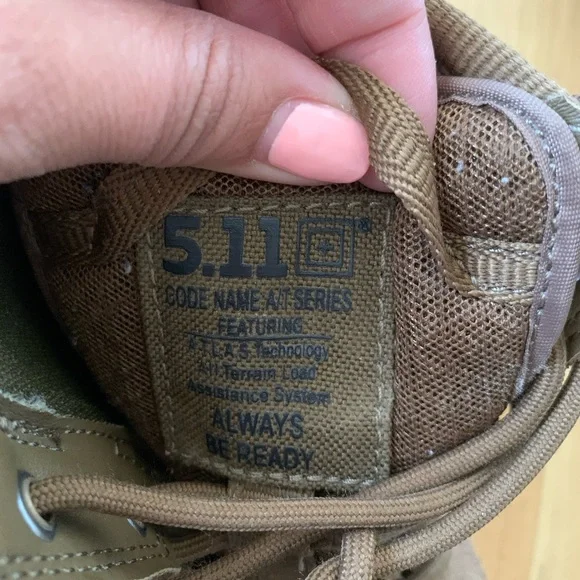 5.11®
CODE NAME A/T SERIES
FEATURING
A.T.L.A.S. Technology
All Terrain Load
Assistance System
ALWAYS
BE READY